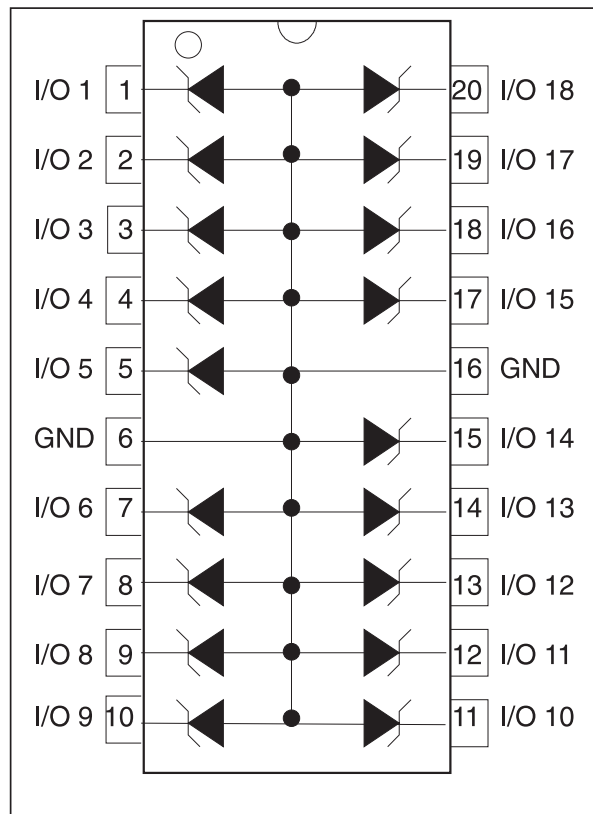 I/O 1 1 20 I/O 18
I/O 2 2 19 I/O 17
I/O 3 3 18 I/O 16
I/O 4 4 17 I/O 15
I/O 5 5 16 GND
GND 6 15 I/O 14
I/O 6 7 14 I/O 13
I/O 7 8 13 I/O 12
I/O 8 9 12 I/O 11
I/O 9 10 11 I/O 10